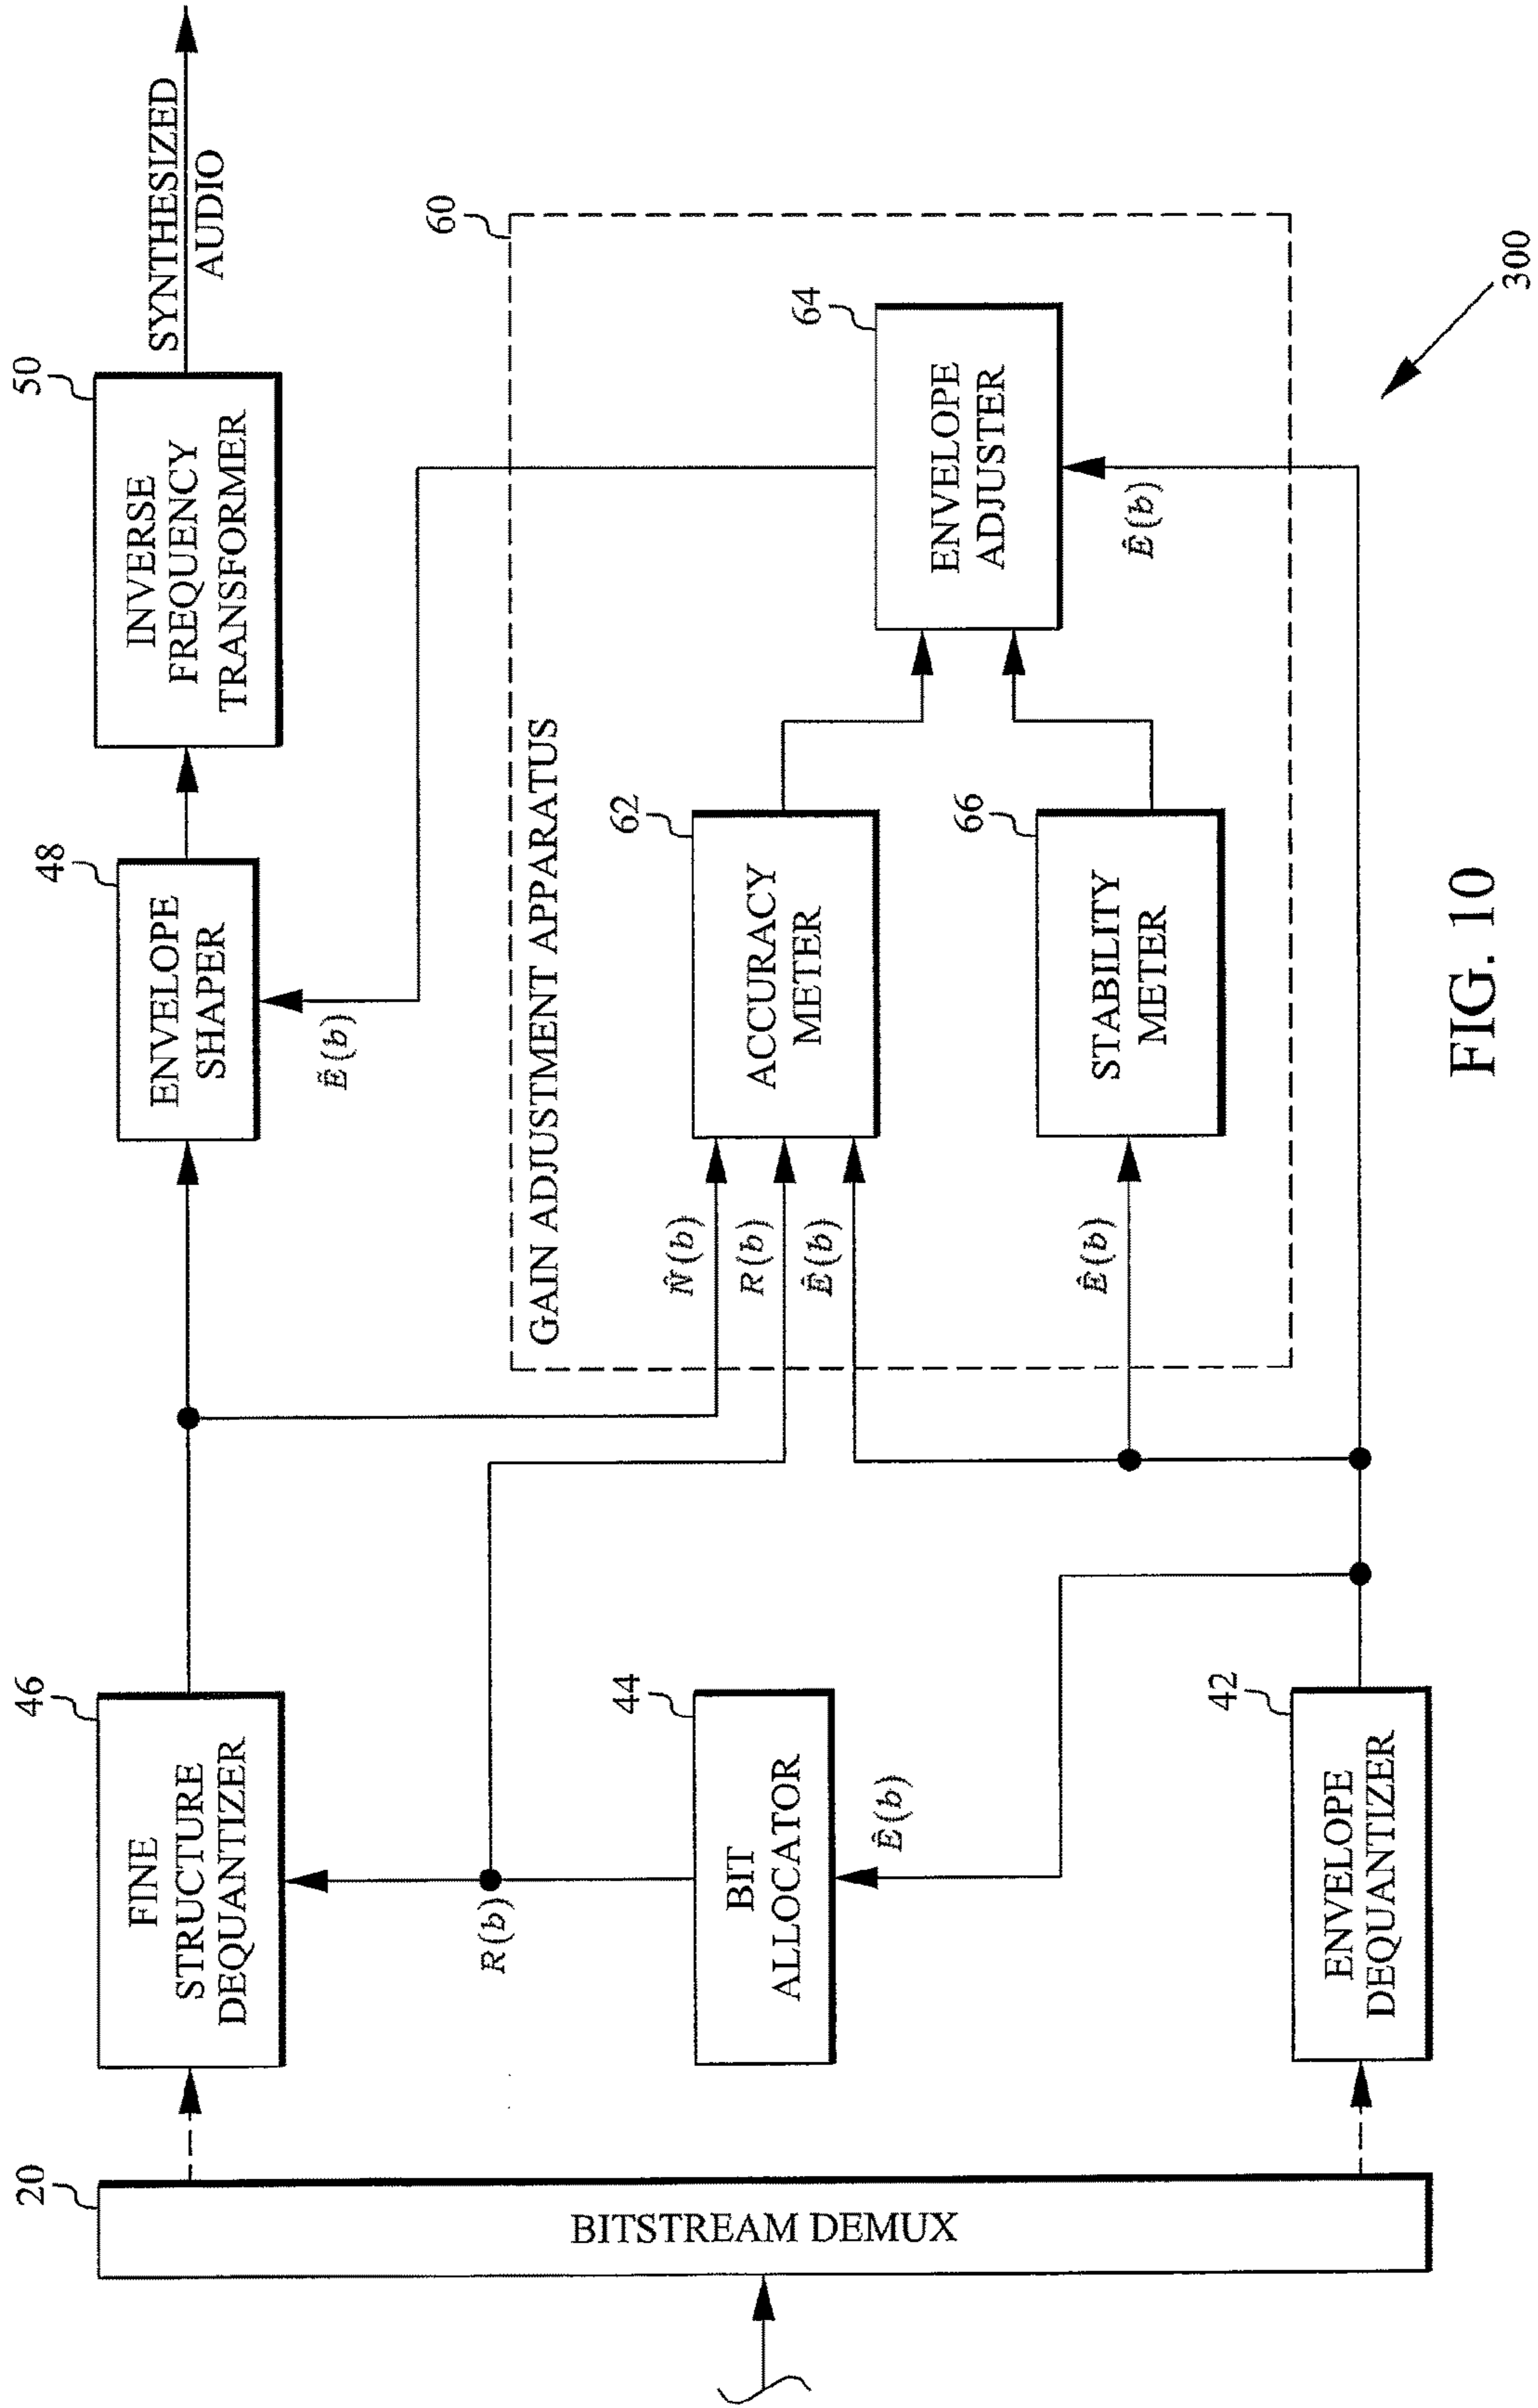 20
BITSTREAM DEMUX
46
FINE
STRUCTURE
DEQUANTIZER
R(b)
44
BIT
ALLOCATOR
Ê(b)
42
ENVELOPE
DEQUANTIZER
48
ENVELOPE
SHAPER
Ẽ(b)
50
INVERSE
FREQUENCY
TRANSFORMER
SYNTHESIZED
AUDIO
60
GAIN ADJUSTMENT APPARATUS
N̂(b)
R(b)
Ê(b)
62
ACCURACY
METER
Ê(b)
66
STABILITY
METER
64
ENVELOPE
ADJUSTER
Ê(b)
300
FIG. 10